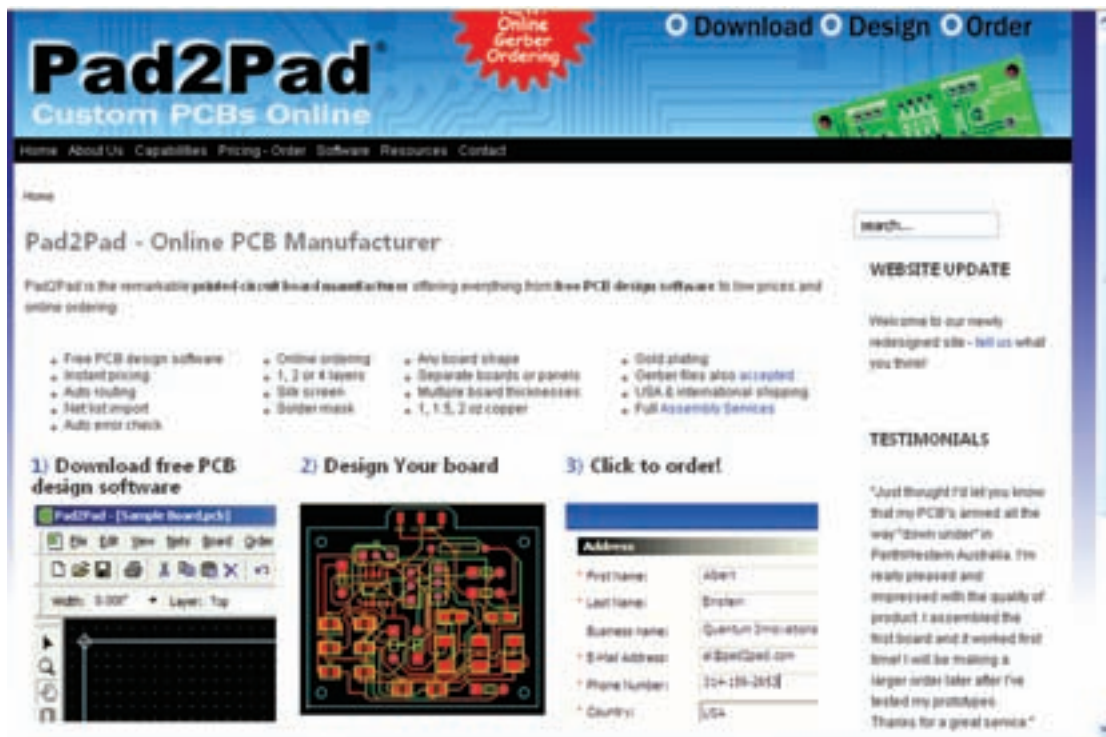 Online
Gerber
Ordering
Download Design Order
Pad2Pad
Custom PCBs Online
Home About Us Capabilities Pricing - Order Software Resources Contact
Home
search...
Pad2Pad - Online PCB Manufacturer
Pad2Pad is the remarkable printed circuit board manufacturer offering everything from free PCB design software to low prices and
online ordering
Free PCB design software
Instant pricing
Auto routing
Net list import
Auto error check
Online ordering
1, 2 or 4 layers
Silk screen
Solder mask
Any board shape
Separate boards or panels
Multiple board thicknesses
1, 1.5, 2 oz copper
Gold plating
Gerber files also accepted
USA & international shipping
Full Assembly Services
1) Download free PCB
design software
Pad2Pad - [Sample Board.pcb]
File Edit View Nets Board Order
Width: 0.000" Layer: Top
2) Design Your board
3) Click to order!
Address
* First Name: Albert
* Last Name: Einstein
Business name: Quantum Innovations
* E-Mail Address: al@pad2pad.com
* Phone Number:
* Country: USA
WEBSITE UPDATE
Welcome to our newly
redesigned site - tell us what
you think!
TESTIMONIALS
"Just thought I'd let you know
that my PCB's arrived all the
way "down under" in
Perth/Western Australia. I'm
really pleased and
impressed with the quality of
product. I assembled the
first board and it worked first
time! I will be making a
larger order later after I've
tested my prototypes.
Thanks for a great service."